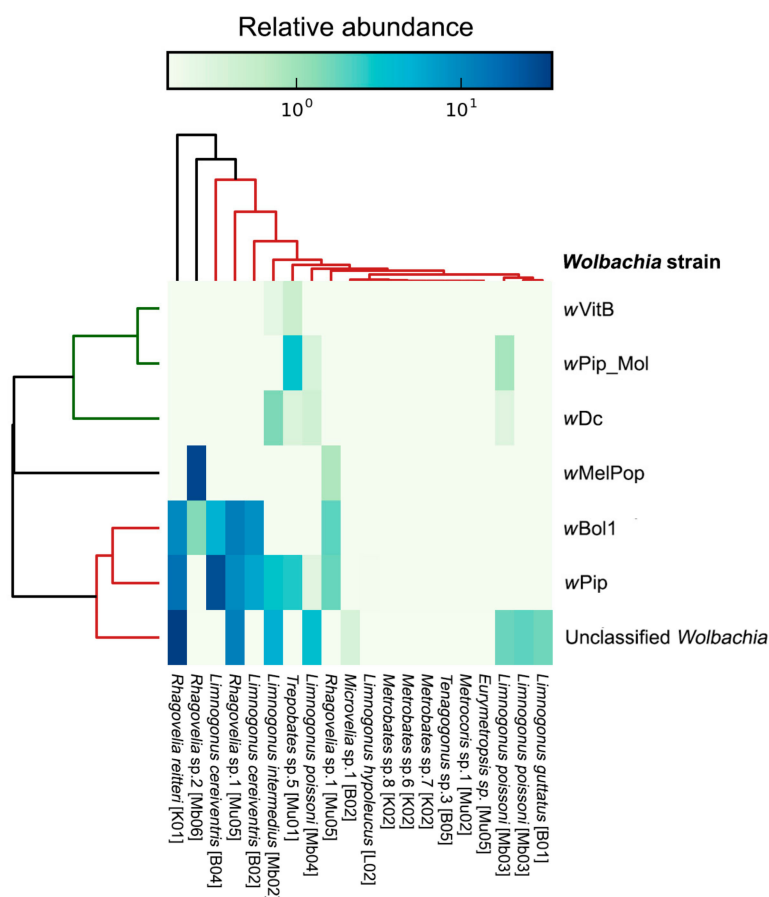 Relative abundance
10⁰ 10¹
Wolbachia strain
wVitB
wPip_Mol
wDc
wMelPop
wBol1
wPip
Unclassified Wolbachia
Rhagovelia reitteri [K01]
Rhagovelia sp.2 [Mb06]
Limnogonus cereiventris [B04]
Rhagovelia sp.1 [Mu05]
Limnogonus cereiventris [B02]
Limnogonus intermedius [Mb02]
Trepobates sp.5 [Mu01]
Limnogonus poissoni [Mb04]
Rhagovelia sp.1 [Mu05]
Microvelia sp.1 [B02]
Limnogonus hypoleucus [L02]
Metrobates sp.8 [K02]
Metrobates sp.6 [K02]
Metrobates sp.7 [K02]
Tenagogonus sp.3 [B05]
Metrocoris sp.1 [Mu02]
Eurymetropsis sp. [Mu05]
Limnogonus poissoni [Mb03]
Limnogonus poissoni [Mb03]
Limnogonus guttatus [B01]